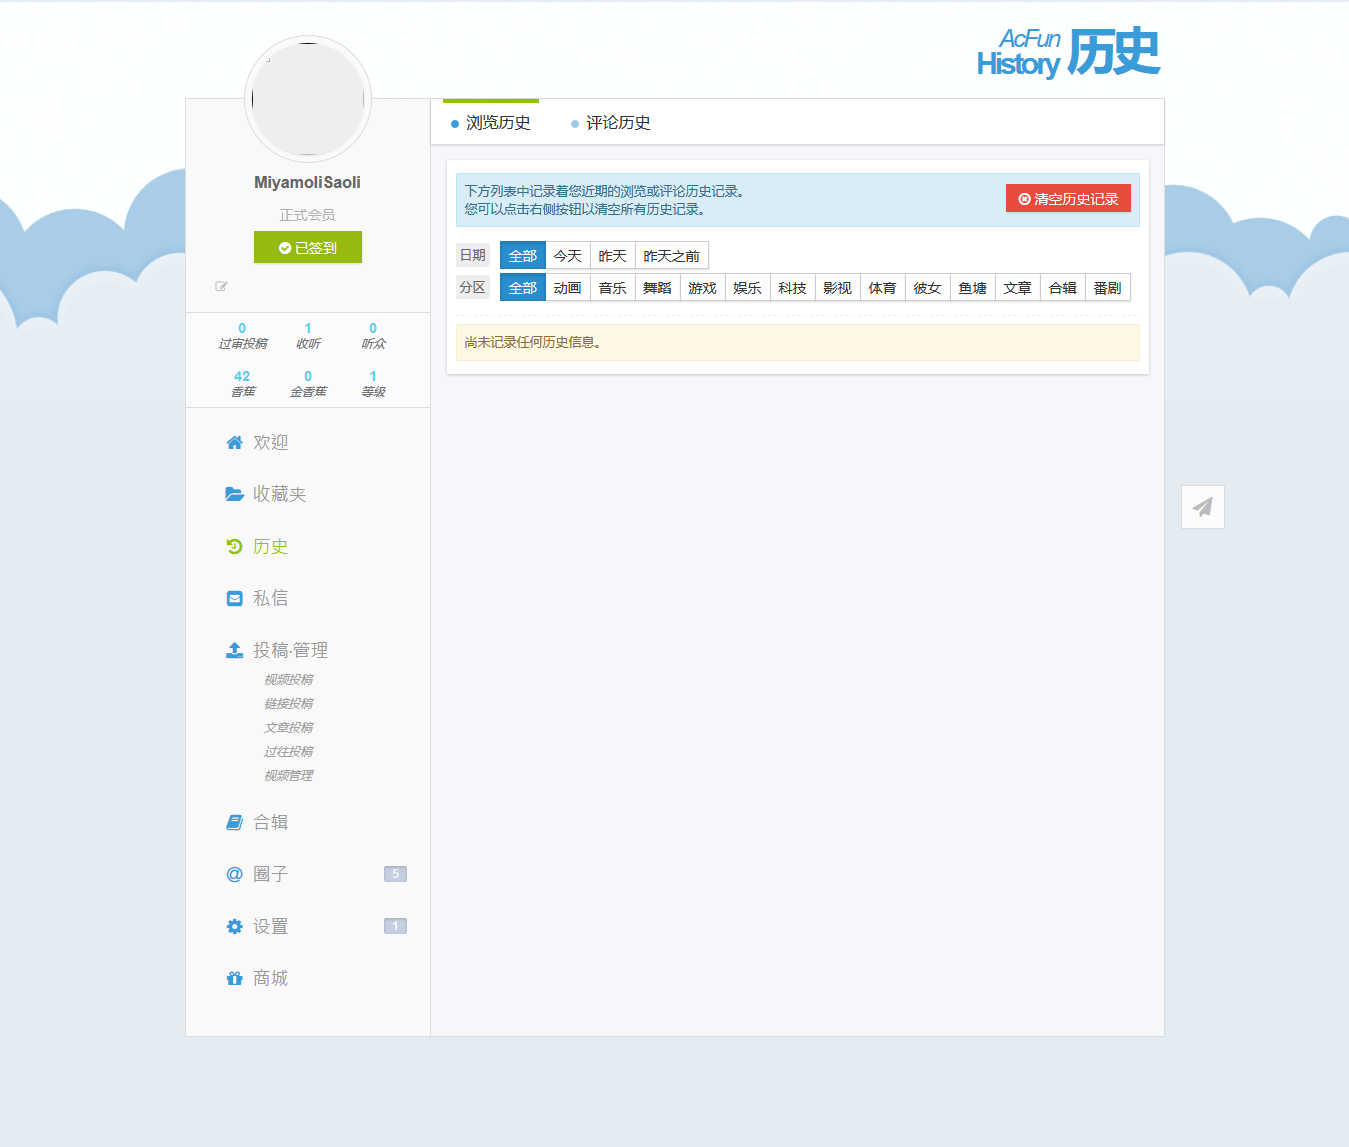 AcFun
History 历史
MiyamoliSaoli
正式会员
已签到
0 1 0
过审投稿 收听 听众
42 0 1
香蕉 金香蕉 等级
欢迎
收藏夹
历史
私信
投稿·管理
视频投稿
链接投稿
文章投稿
过往投稿
视频管理
合辑
圈子 5
设置 1
商城
浏览历史 评论历史
下方列表中记录着您近期的浏览或评论历史记录。
您可以点击右侧按钮以清空所有历史记录。
清空历史记录
日期 全部 今天 昨天 昨天之前
分区 全部 动画 音乐 舞蹈 游戏 娱乐 科技 影视 体育 彼女 鱼塘 文章 合辑 番剧
尚未记录任何历史信息。